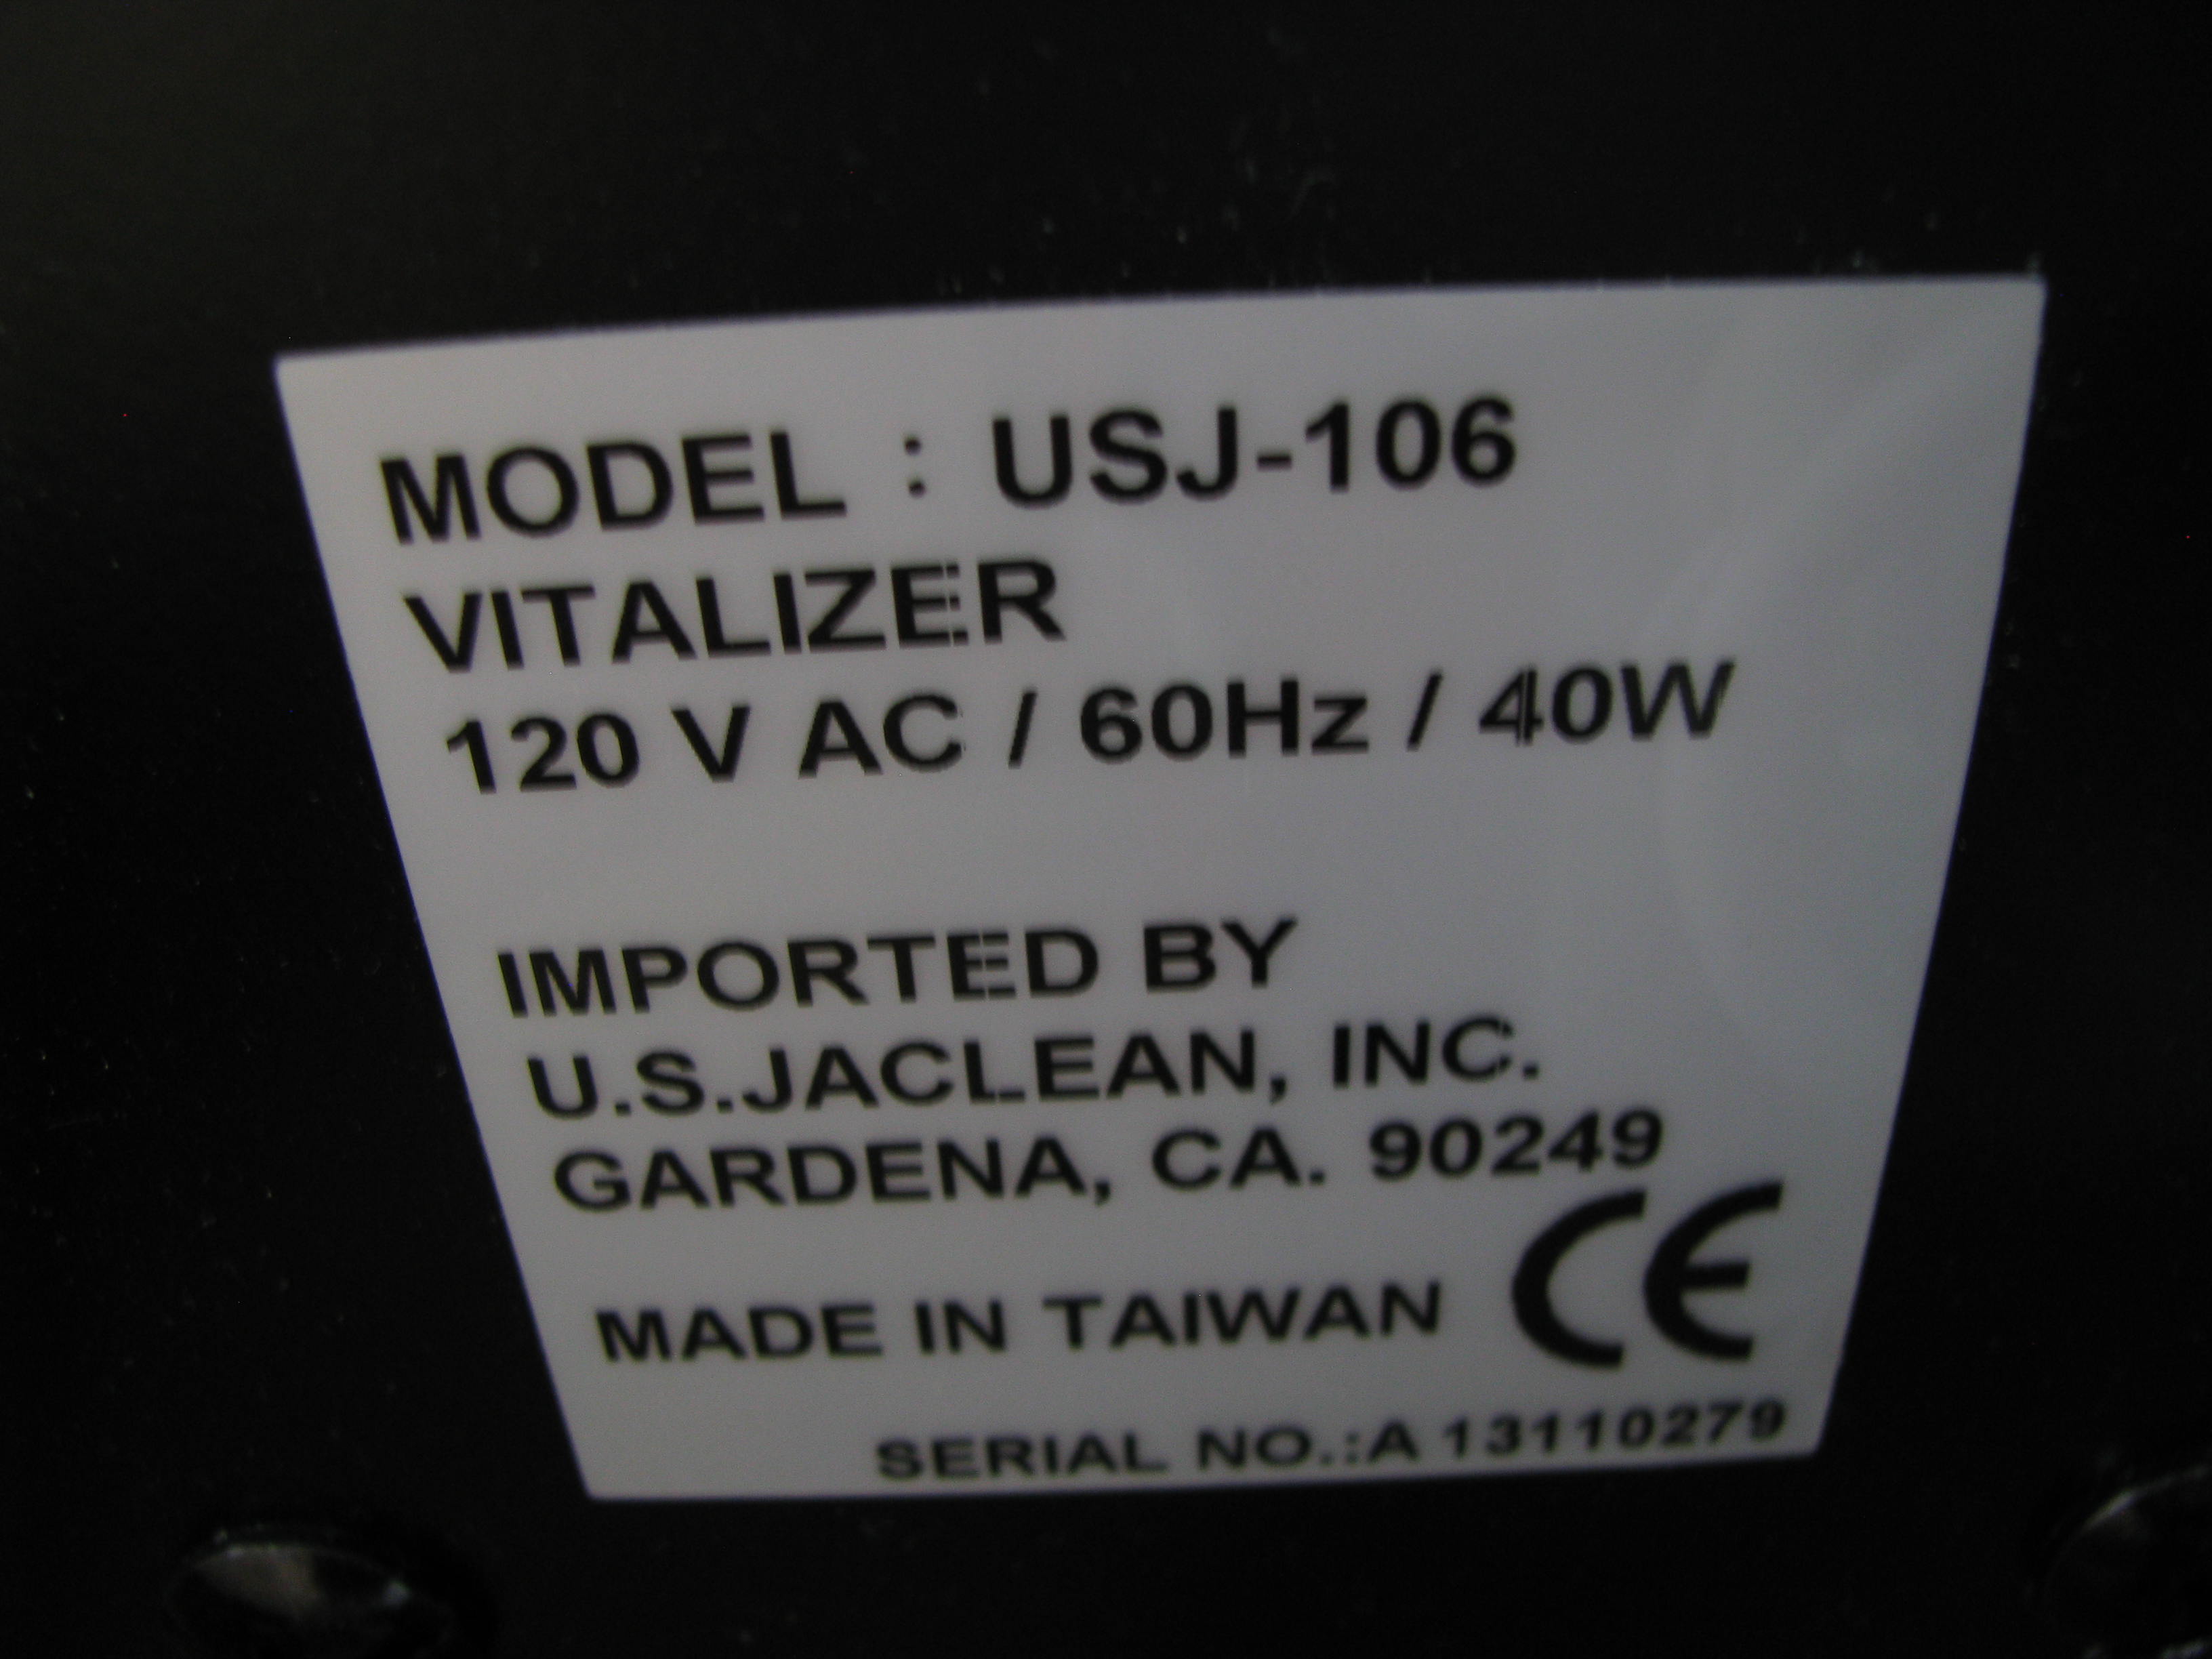 MODEL : USJ-106
VITALIZER
120 V AC / 60Hz / 40W
IMPORTED BY
U.S.JACLEAN, INC.
GARDENA, CA. 90249
MADE IN TAIWAN CE
SERIAL NO.:A 13110279